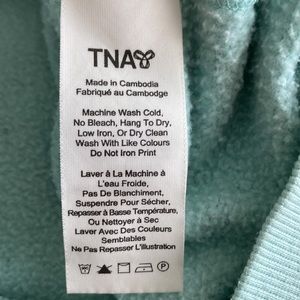 TNA
Made in Cambodia
Fabriqué au Cambodge
Machine Wash Cold,
No Bleach, Hang To Dry,
Low Iron, Or Dry Clean
Wash With Like Colours
Do Not Iron Print
Laver À La Machine à
L'eau Froide,
Pas De Blanchiment,
Suspendre Pour Sécher,
Repasser à Basse Température,
Ou Nettoyer à Sec
Laver Avec Des Couleurs
Semblables
Ne Pas Repasser L'illustration
P